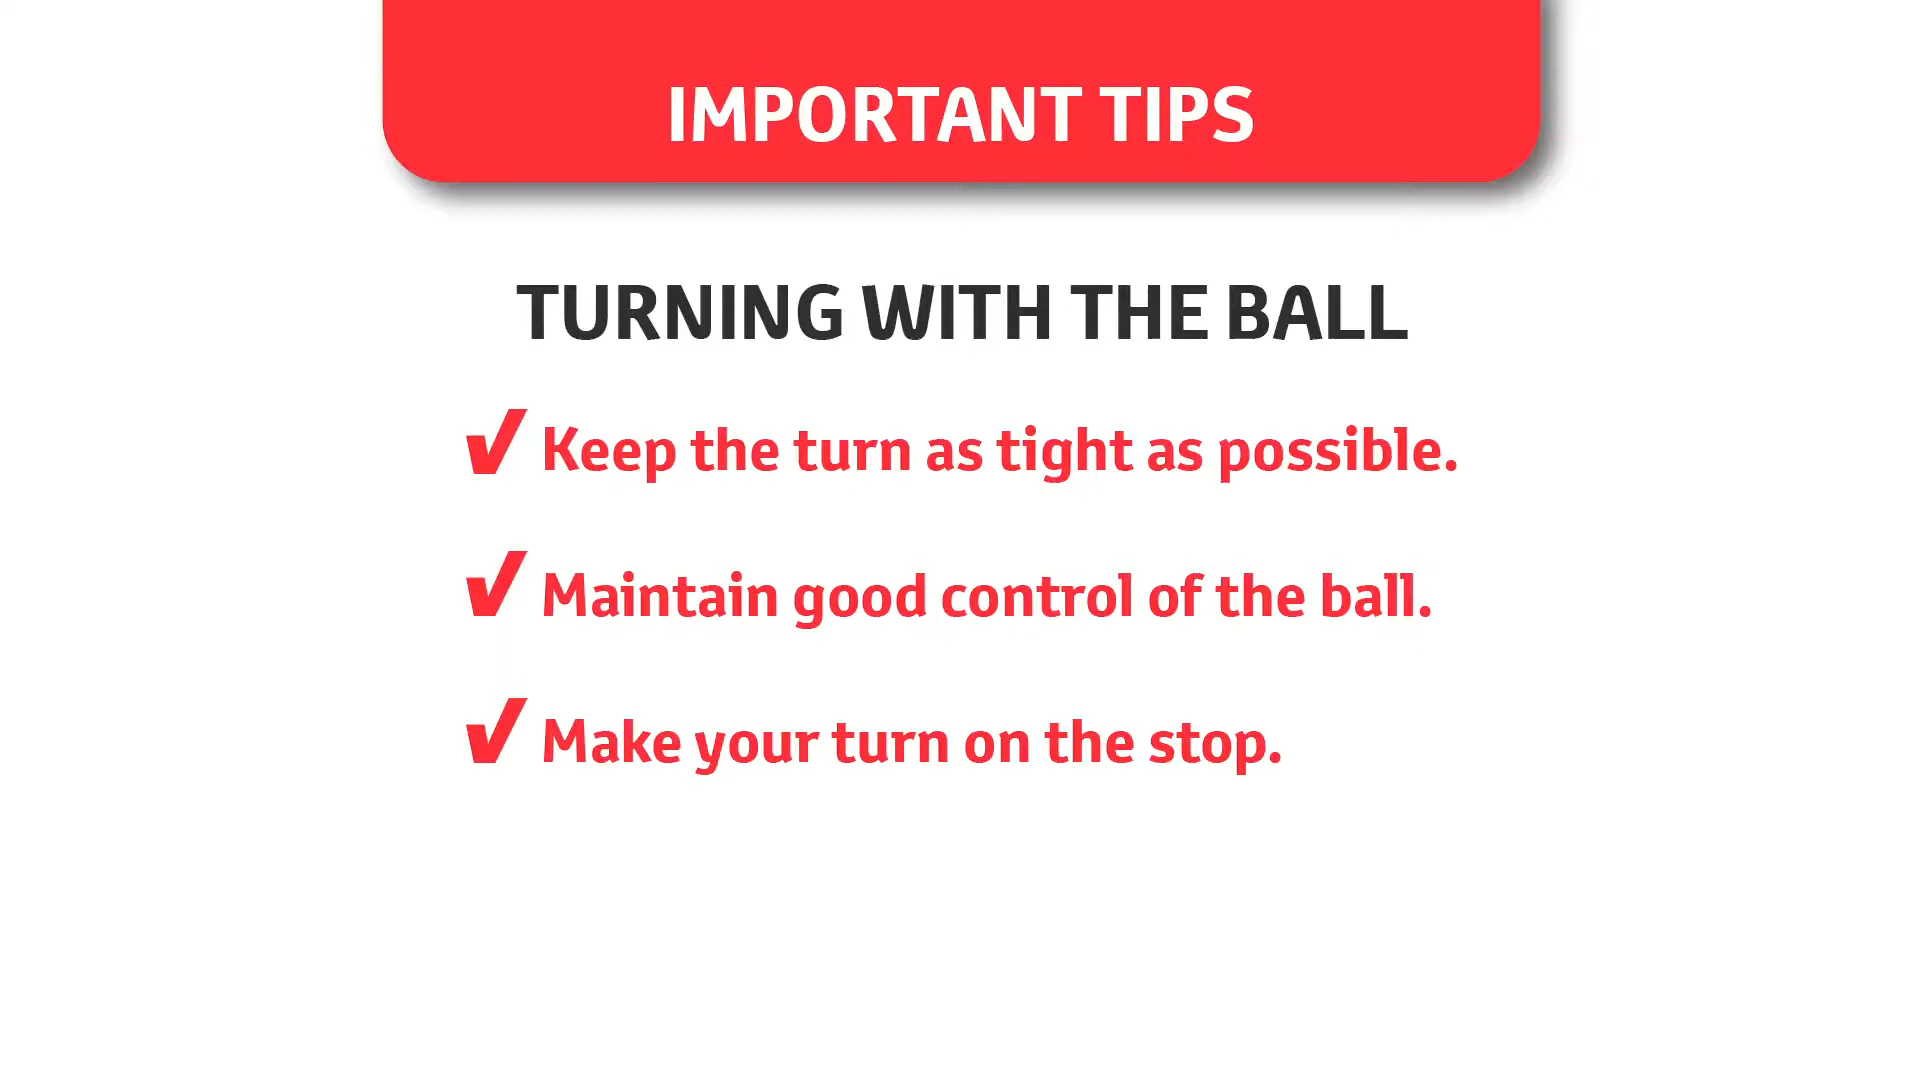 IMPORTANT TIPS
TURNING WITH THE BALL
✔ Keep the turn as tight as possible.
✔ Maintain good control of the ball.
✔ Make your turn on the stop.